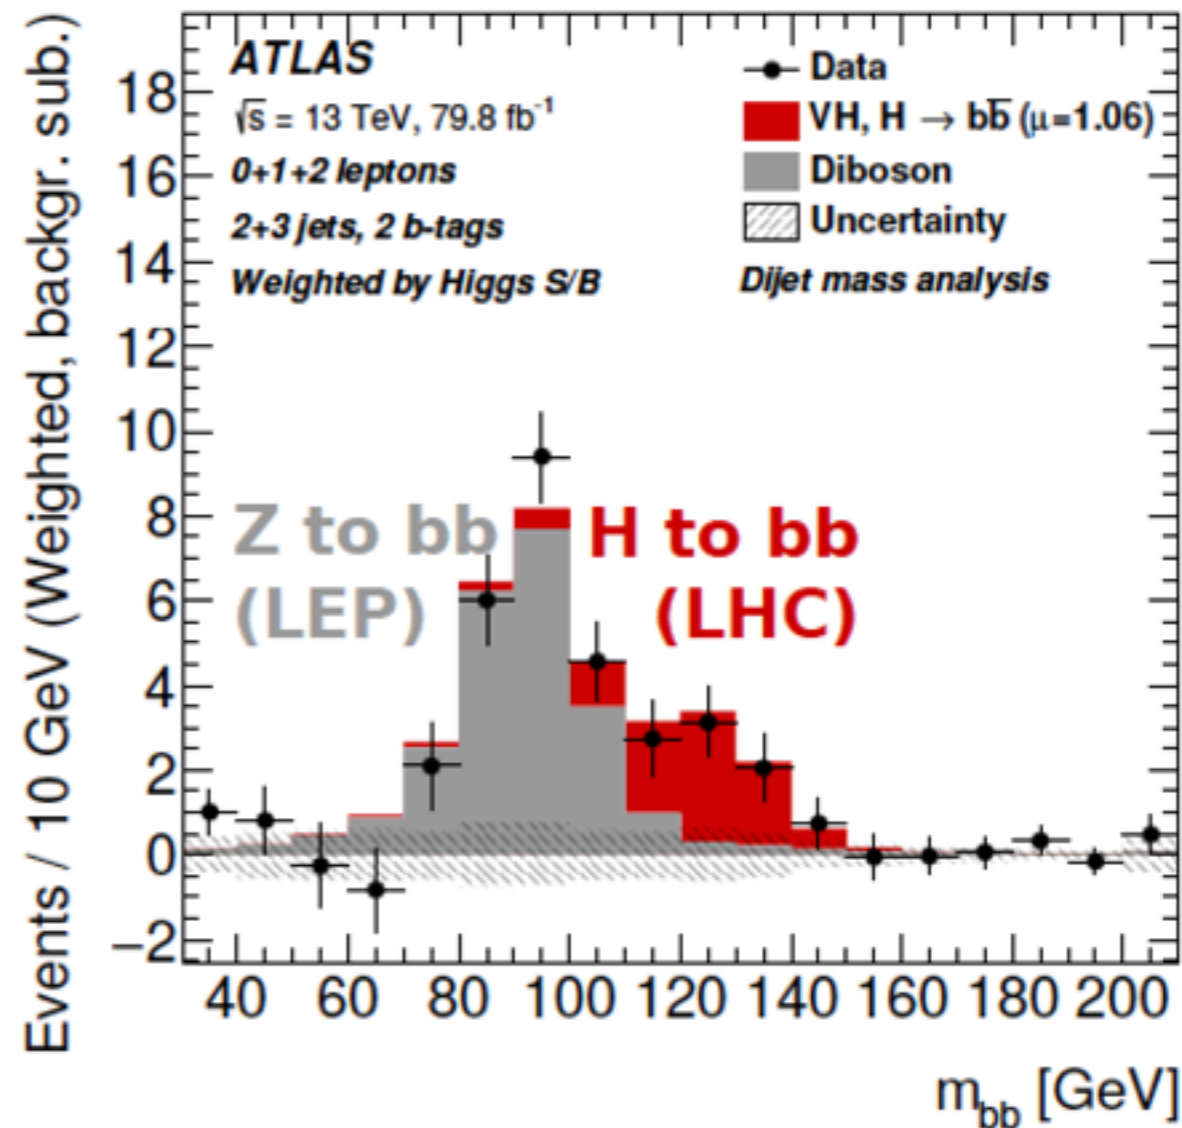 Events / 10 GeV (Weighted, backgr. sub.)
18
16
14
12
10
8
6
4
2
0
−2
ATLAS
√s = 13 TeV, 79.8 fb⁻¹
0+1+2 leptons
2+3 jets, 2 b-tags
Weighted by Higgs S/B
Data
VH, H → bb̅ (μ=1.06)
Diboson
Uncertainty
Dijet mass analysis
Z to bb
(LEP)
H to bb
(LHC)
40 60 80 100 120 140 160 180 200
m_bb [GeV]